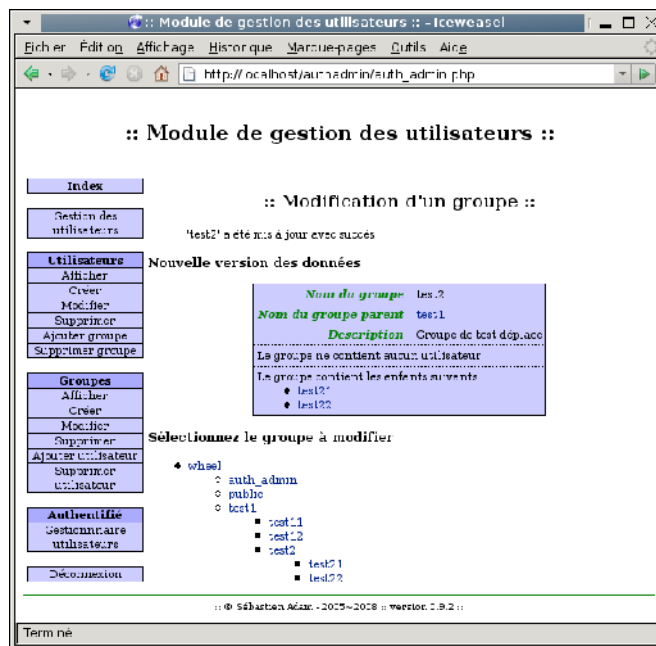 :: Module de gestion des utilisateurs :: - Iceweasel
Fichier Édition Affichage Historique Marque-pages Outils Aide
http://localhost/authadmin/auth_admin.php
:: Module de gestion des utilisateurs ::
Index
Gestion des
utilisateurs
Utilisateurs
Afficher
Créer
Modifier
Supprimer
Ajouter groupe
Supprimer groupe
Groupes
Afficher
Créer
Modifier
Supprimer
Ajouter utilisateur
Supprimer
utilisateur
Authentifié
Gestionnaire
utilisateurs
Déconnexion
:: Modification d'un groupe ::
'test2' a été mis à jour avec succès
Nouvelle version des données
Nom du groupe test2
Nom du groupe parent test1
Description Groupe de test déplacé
Le groupe ne contient aucun utilisateur
Le groupe contient les enfants suivants
test21
test22
Sélectionnez le groupe à modifier
wheel
auth_admin
public
test1
test11
test12
test2
test21
test22
:: © Sébastien Adam - 2005~2008 :: version 0.9.2 ::
Terminé